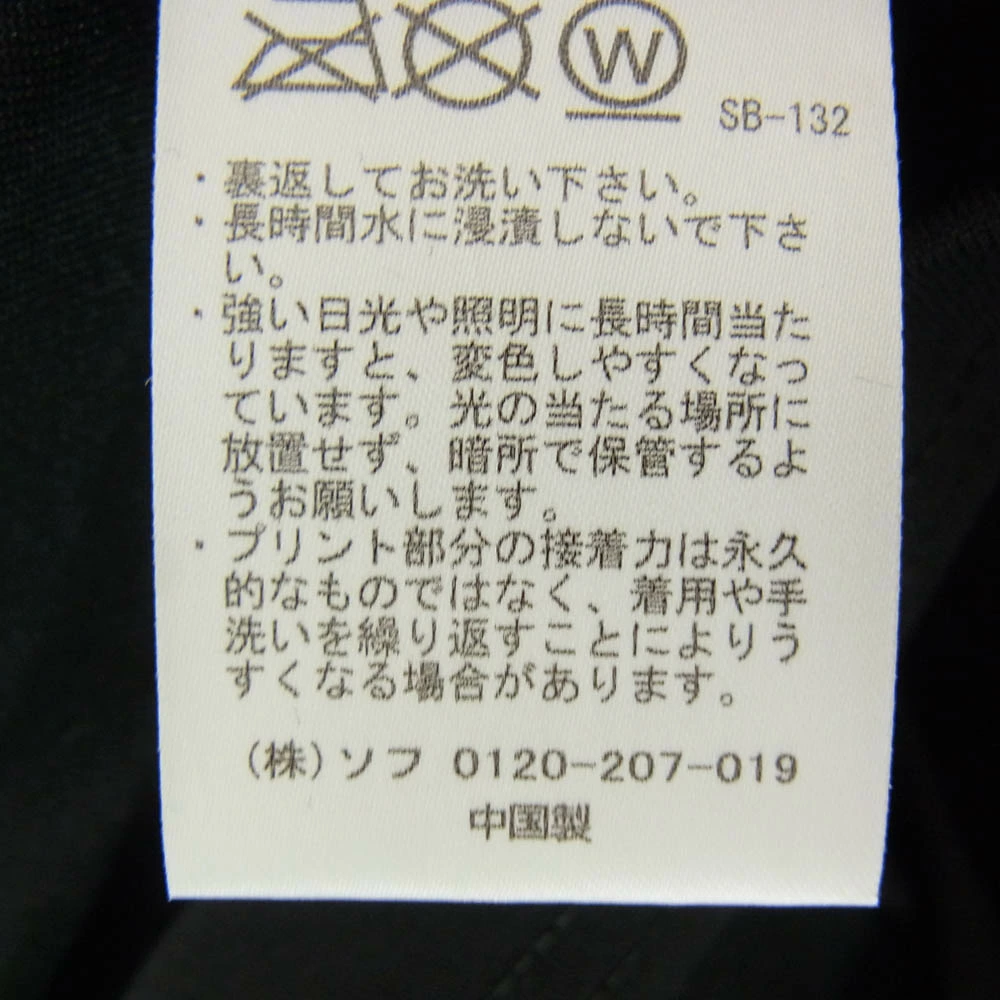 W
SB-132
・裏返してお洗い下さい。
・長時間水に浸漬しないで下さ
い。
・強い日光や照明に長時間当た
りますと、変色しやすくなっ
ています。光の当たる場所に
放置せず、暗所で保管するよ
うお願いします。
・プリント部分の接着力は永久
的なものではなく、着用や手
洗いを繰り返すことによりう
すくなる場合があります。
(株)ソフ 0120-207-019
中国製